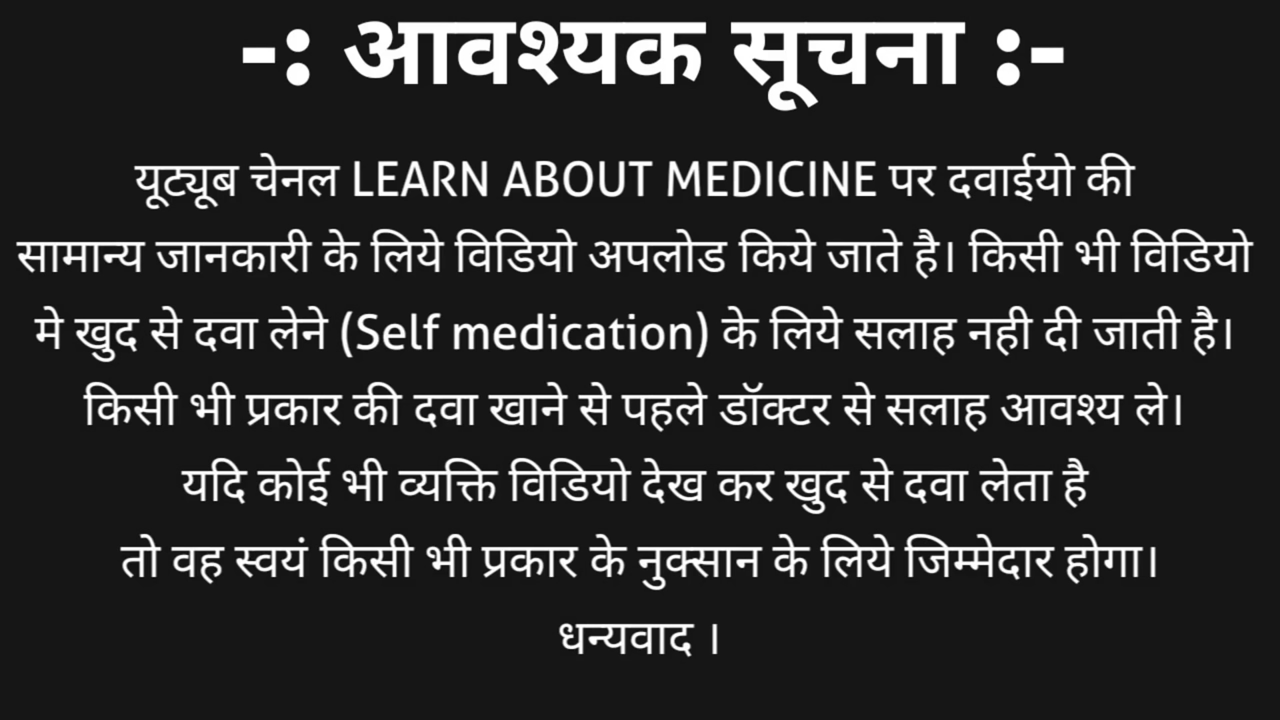 -: आवश्यक सूचना :-
यूट्यूब चेनल LEARN ABOUT MEDICINE पर दवाईयो की
सामान्य जानकारी के लिये विडियो अपलोड किये जाते है। किसी भी विडियो
मे खुद से दवा लेने (Self medication) के लिये सलाह नही दी जाती है।
किसी भी प्रकार की दवा खाने से पहले डॉक्टर से सलाह आवश्य ले।
यदि कोई भी व्यक्ति विडियो देख कर खुद से दवा लेता है
तो वह स्वयं किसी भी प्रकार के नुक्सान के लिये जिम्मेदार होगा।
धन्यवाद ।